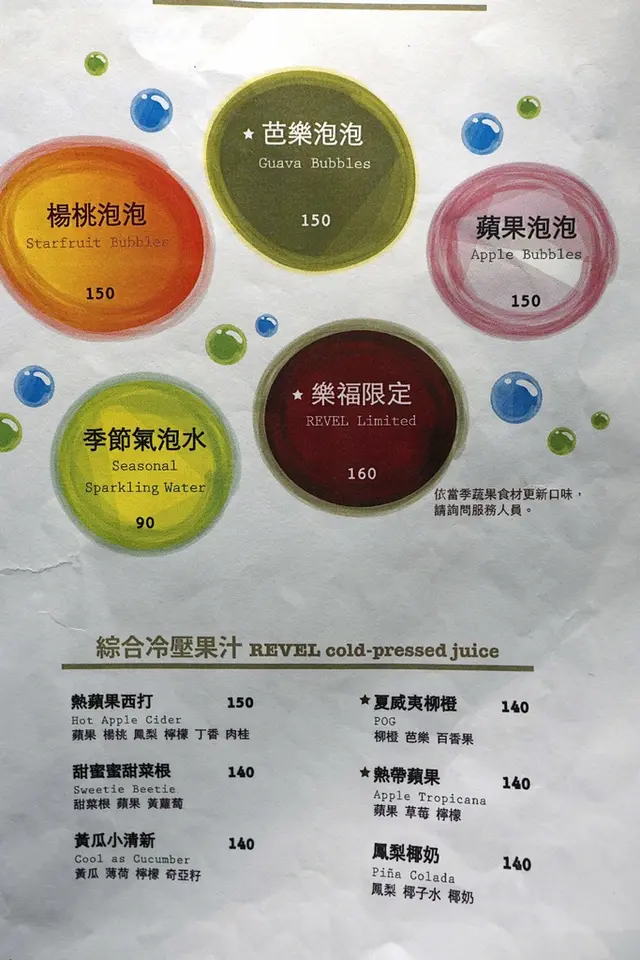 ★ 芭樂泡泡
Guava Bubbles
150
楊桃泡泡
Starfruit Bubbles
150
蘋果泡泡
Apple Bubbles
150
★ 樂福限定
REVEL Limited
160
季節氣泡水
Seasonal
Sparkling Water
90
依當季蔬果食材更新口味，
請詢問服務人員。
綜合冷壓果汁 REVEL cold-pressed juice
熱蘋果西打 150
Hot Apple Cider
蘋果 楊桃 鳳梨 檸檬 丁香 肉桂
甜蜜蜜甜菜根 140
Sweetie Beetie
甜菜根 蘋果 黃蘿蔔
黃瓜小清新 140
Cool as Cucumber
黃瓜 薄荷 檸檬 奇亞籽
★ 夏威夷柳橙 140
POG
柳橙 芭樂 百香果
★ 熱帶蘋果 140
Apple Tropicana
蘋果 草莓 檸檬
鳳梨椰奶 140
Piña Colada
鳳梨 椰子水 椰奶